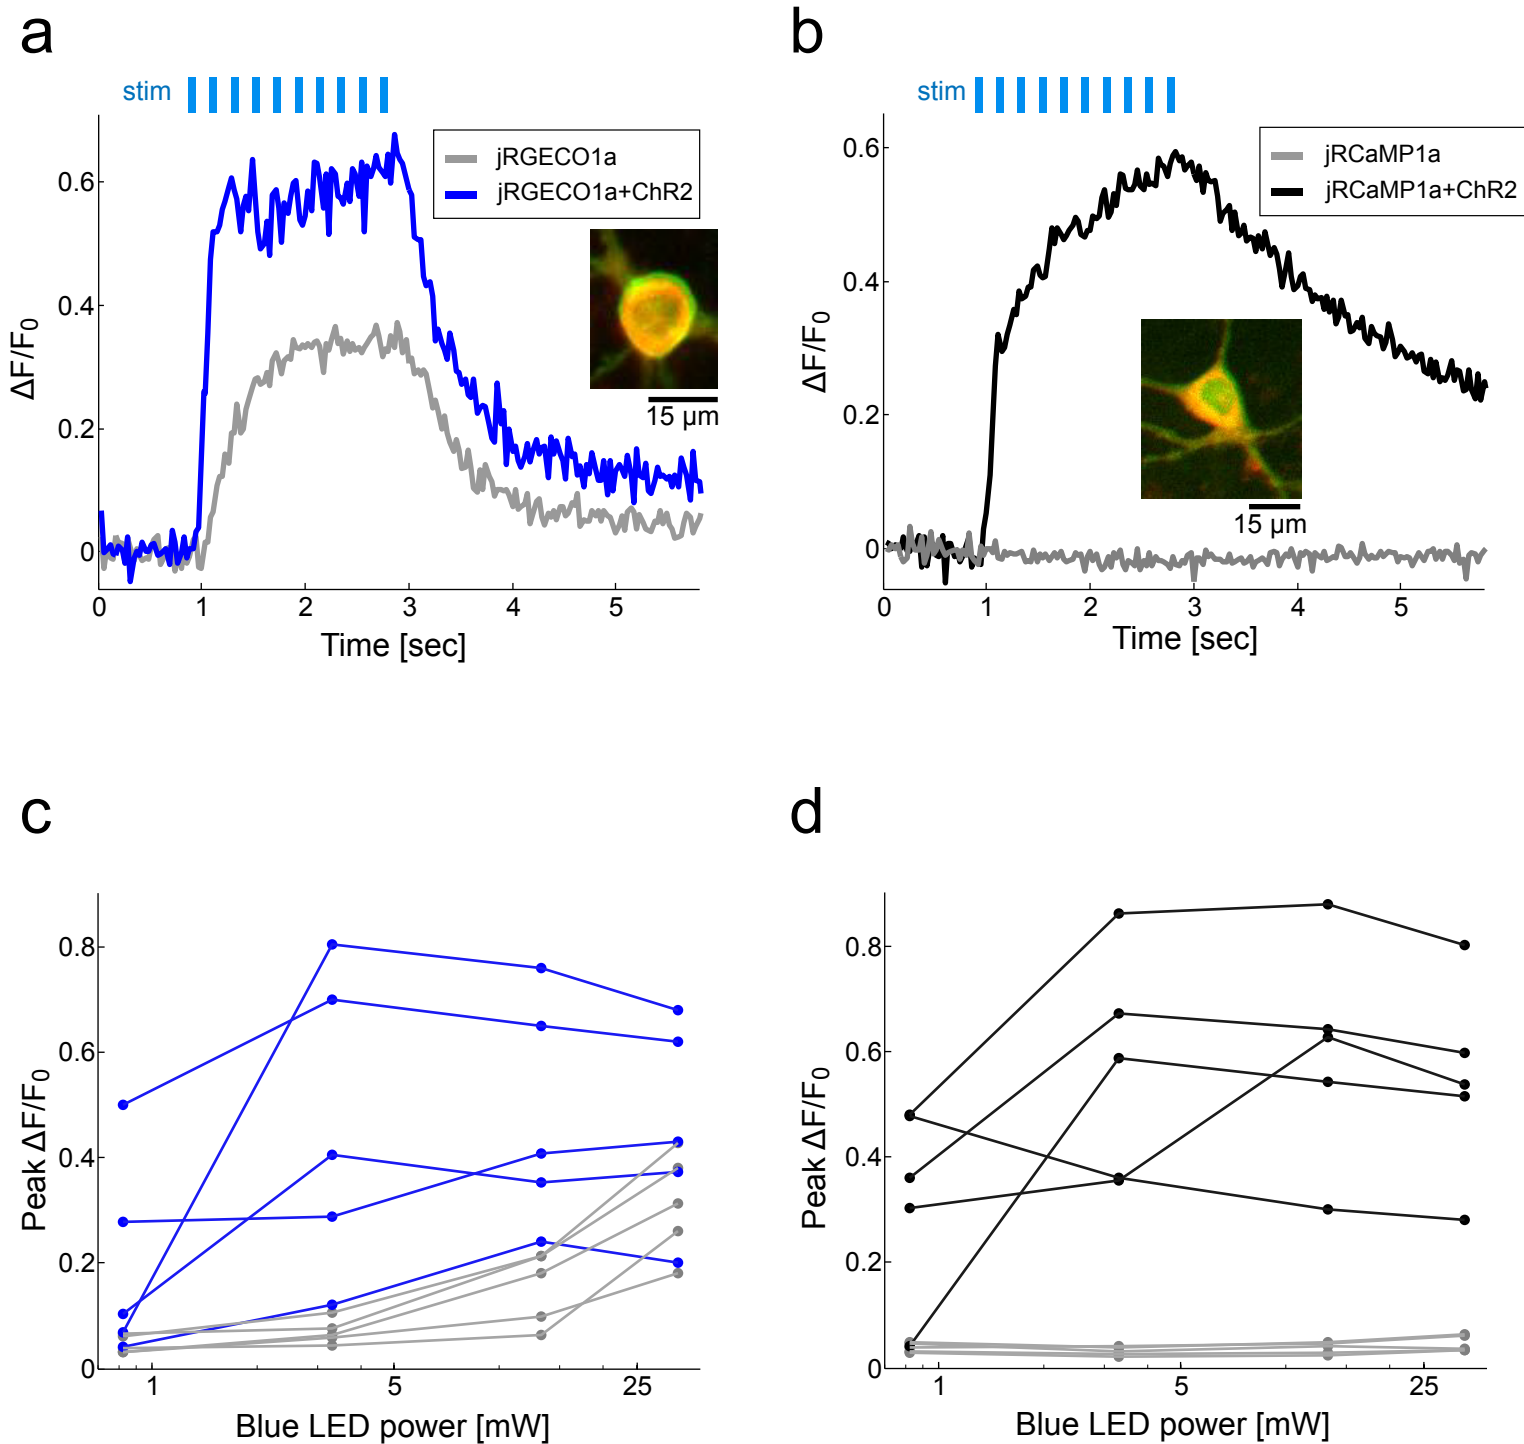 a
stim
jRGECO1a
jRGECO1a+ChR2
15 µm
ΔF/F0
0.6
0.4
0.2
0
0 1 2 3 4 5
Time [sec]
b
stim
jRCaMP1a
jRCaMP1a+ChR2
15 µm
ΔF/F0
0.6
0.4
0.2
0
0 1 2 3 4 5
Time [sec]
c
Peak ΔF/F0
0.8
0.6
0.4
0.2
0
1 5 25
Blue LED power [mW]
d
Peak ΔF/F0
0.8
0.6
0.4
0.2
0
1 5 25
Blue LED power [mW]